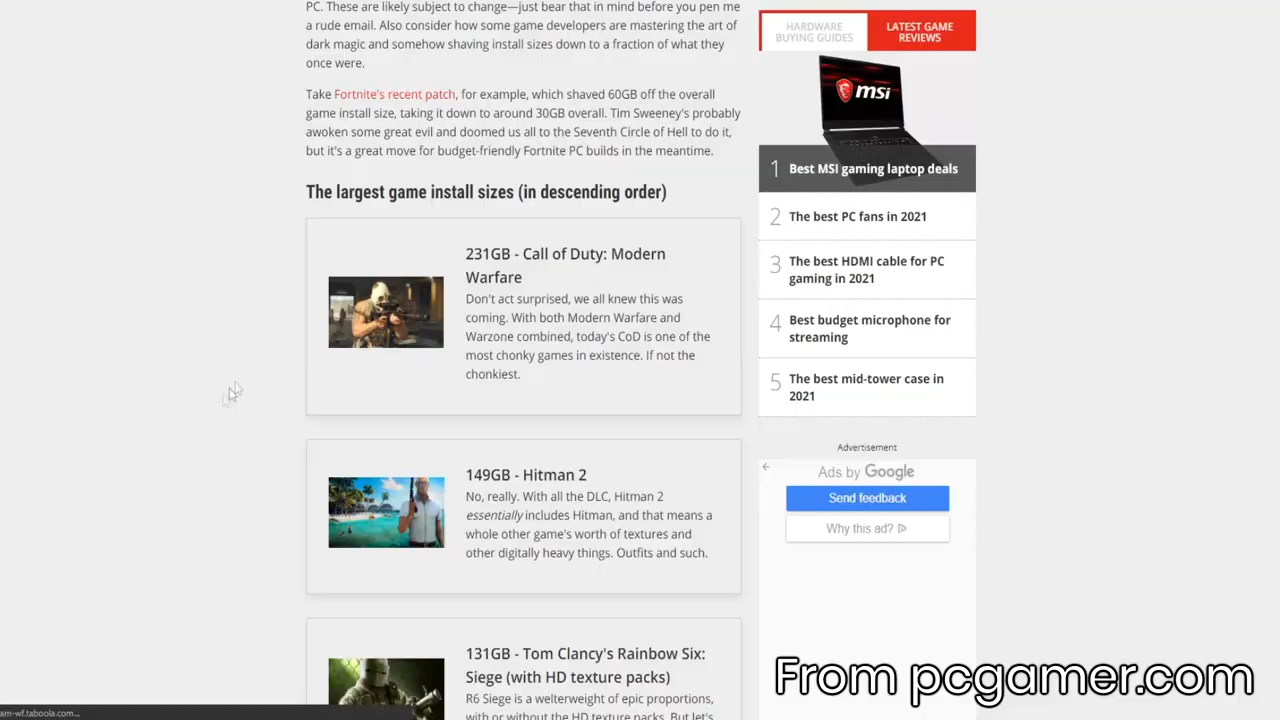 PC. These are likely subject to change—just bear that in mind before you pen me
a rude email. Also consider how some game developers are mastering the art of
dark magic and somehow shaving install sizes down to a fraction of what they
once were.
Take Fortnite's recent patch, for example, which shaved 60GB off the overall
game install size, taking it down to around 30GB overall. Tim Sweeney's probably
awoken some great evil and doomed us all to the Seventh Circle of Hell to do it,
but it's a great move for budget-friendly Fortnite PC builds in the meantime.
The largest game install sizes (in descending order)
231GB - Call of Duty: Modern
Warfare
Don't act surprised, we all knew this was
coming. With both Modern Warfare and
Warzone combined, today's CoD is one of the
most chonky games in existence. If not the
chonkiest.
149GB - Hitman 2
No, really. With all the DLC, Hitman 2
essentially includes Hitman, and that means a
whole other game's worth of textures and
other digitally heavy things. Outfits and such.
131GB - Tom Clancy's Rainbow Six:
Siege (with HD texture packs)
R6 Siege is a welterweight of epic proportions,
with or without the HD texture packs. But let's
HARDWARE
BUYING GUIDES
LATEST GAME
REVIEWS
msi
1 Best MSI gaming laptop deals
2 The best PC fans in 2021
3 The best HDMI cable for PC
gaming in 2021
4 Best budget microphone for
streaming
5 The best mid-tower case in
2021
Advertisement
Ads by Google
Send feedback
Why this ad?
From pcgamer.com
am-wf.taboola.com...